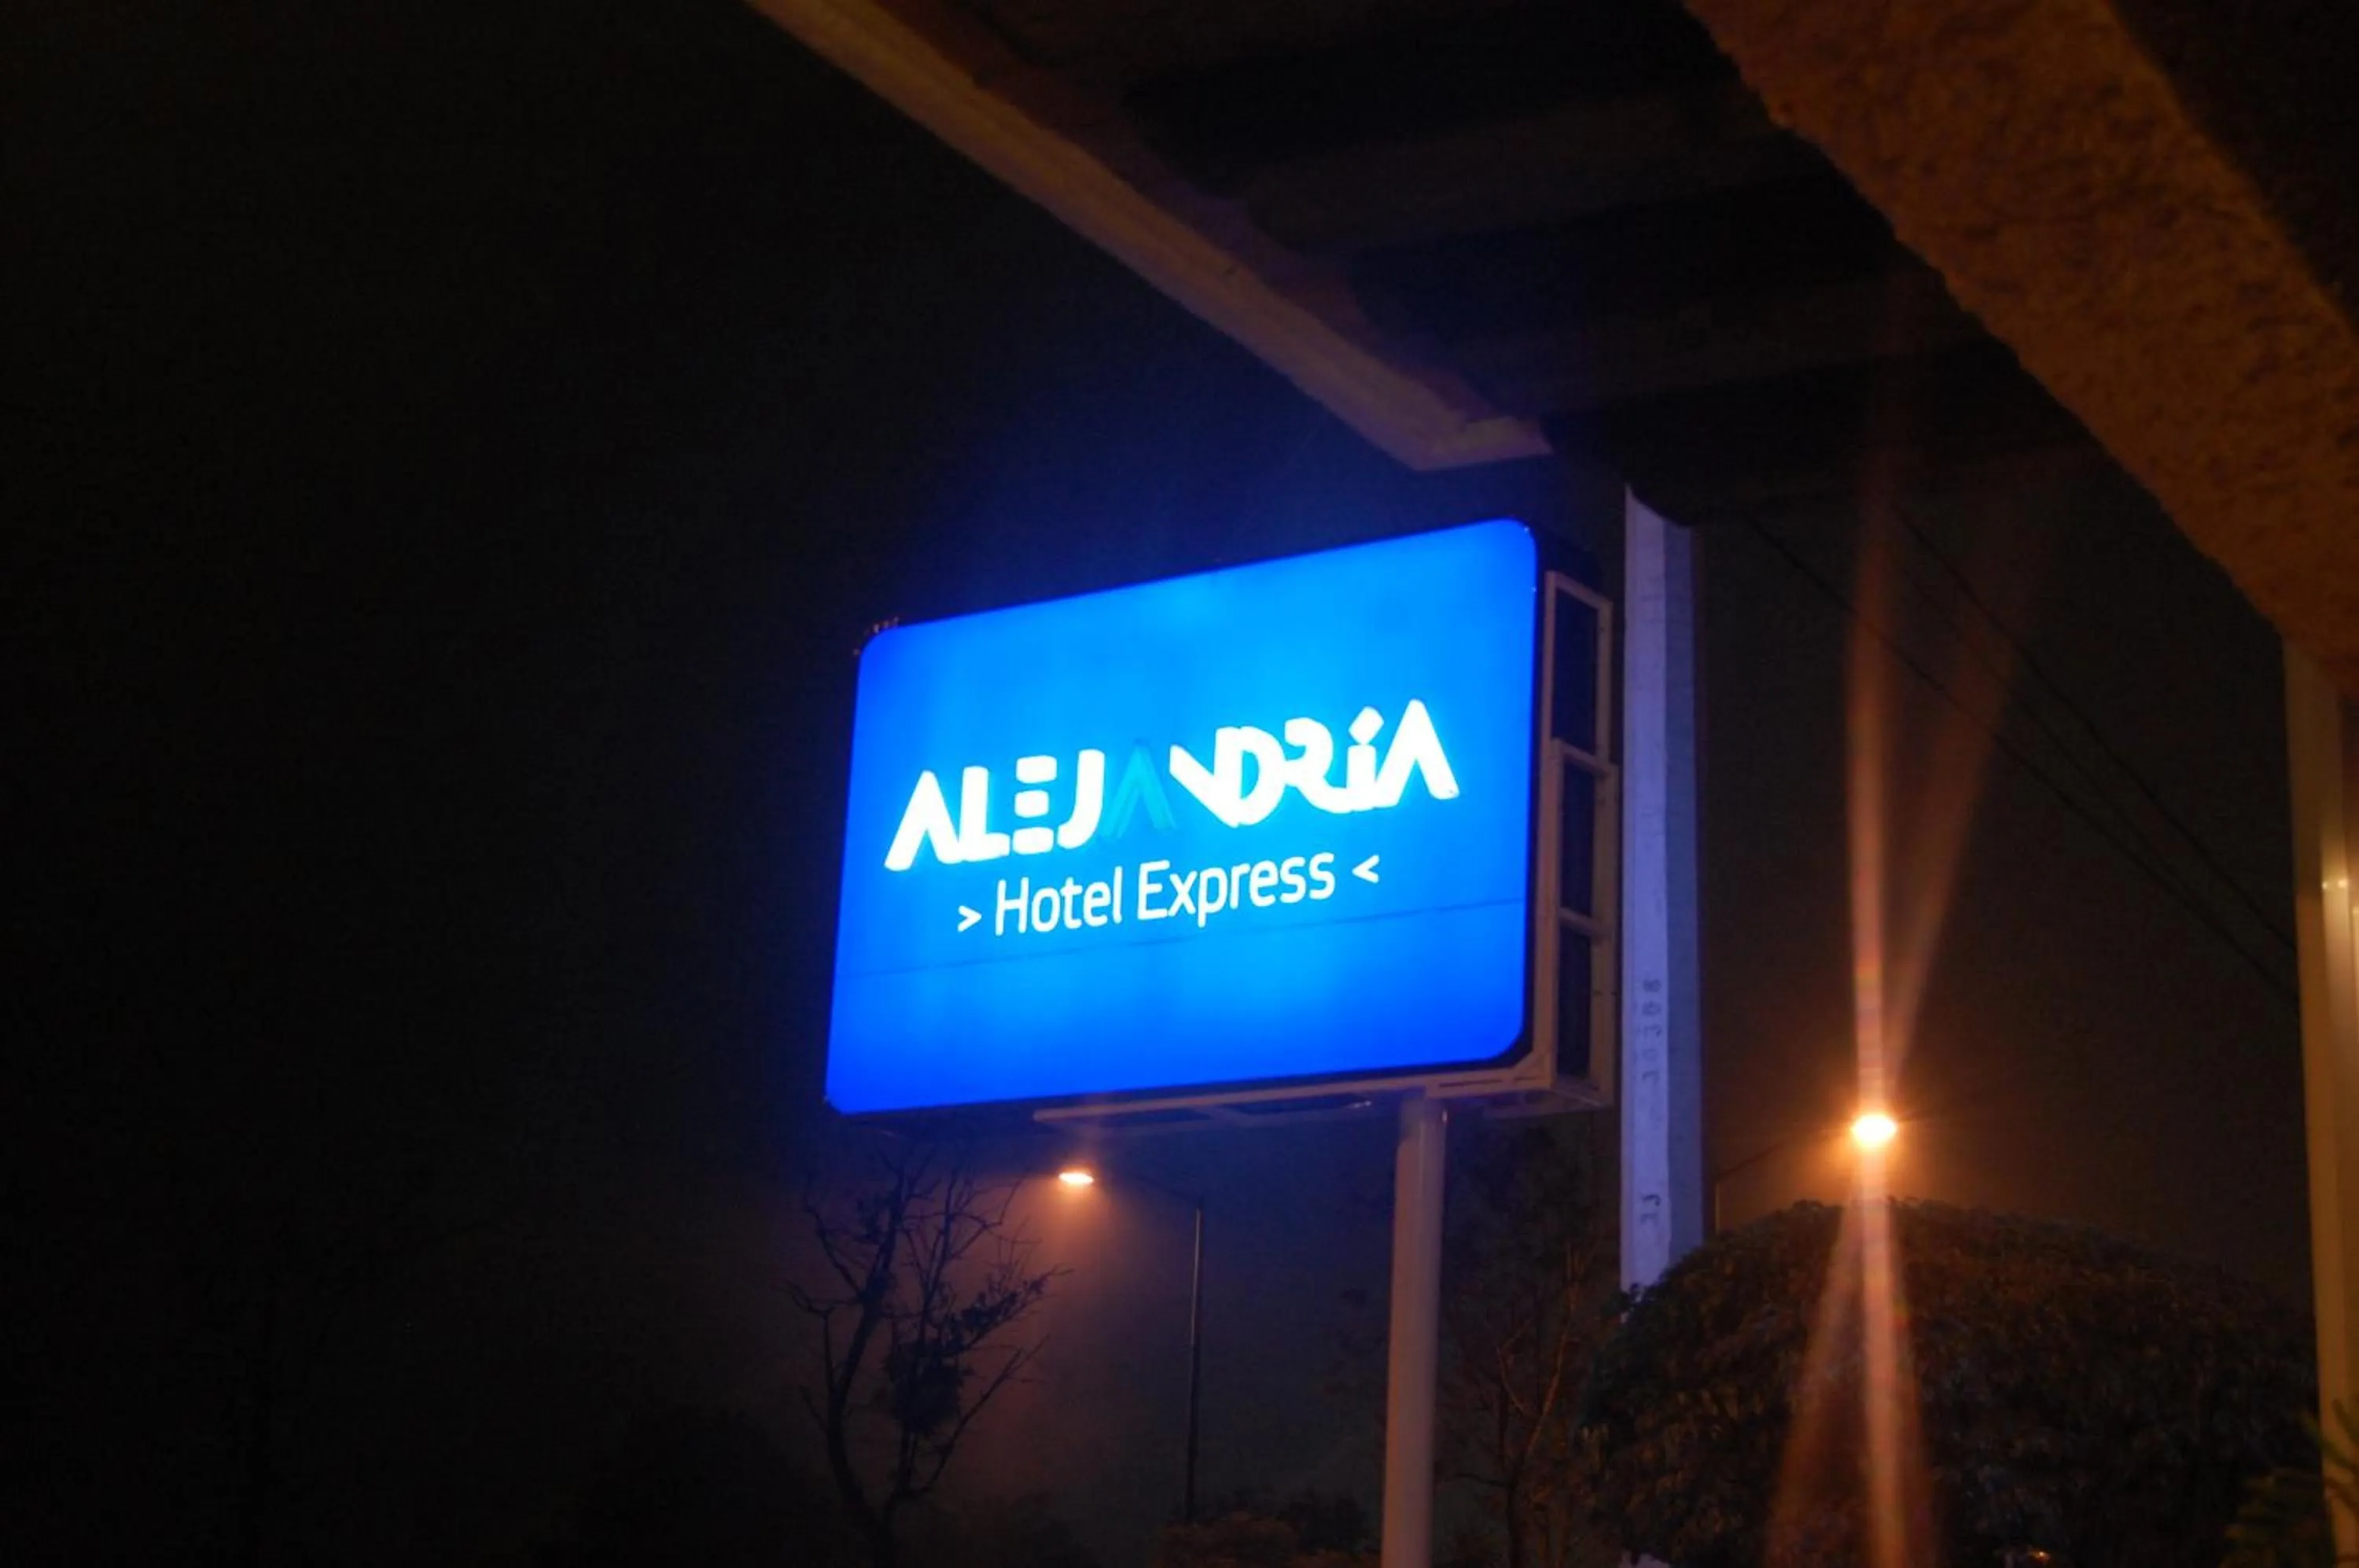 ALEJANDRíA
> Hotel Express <